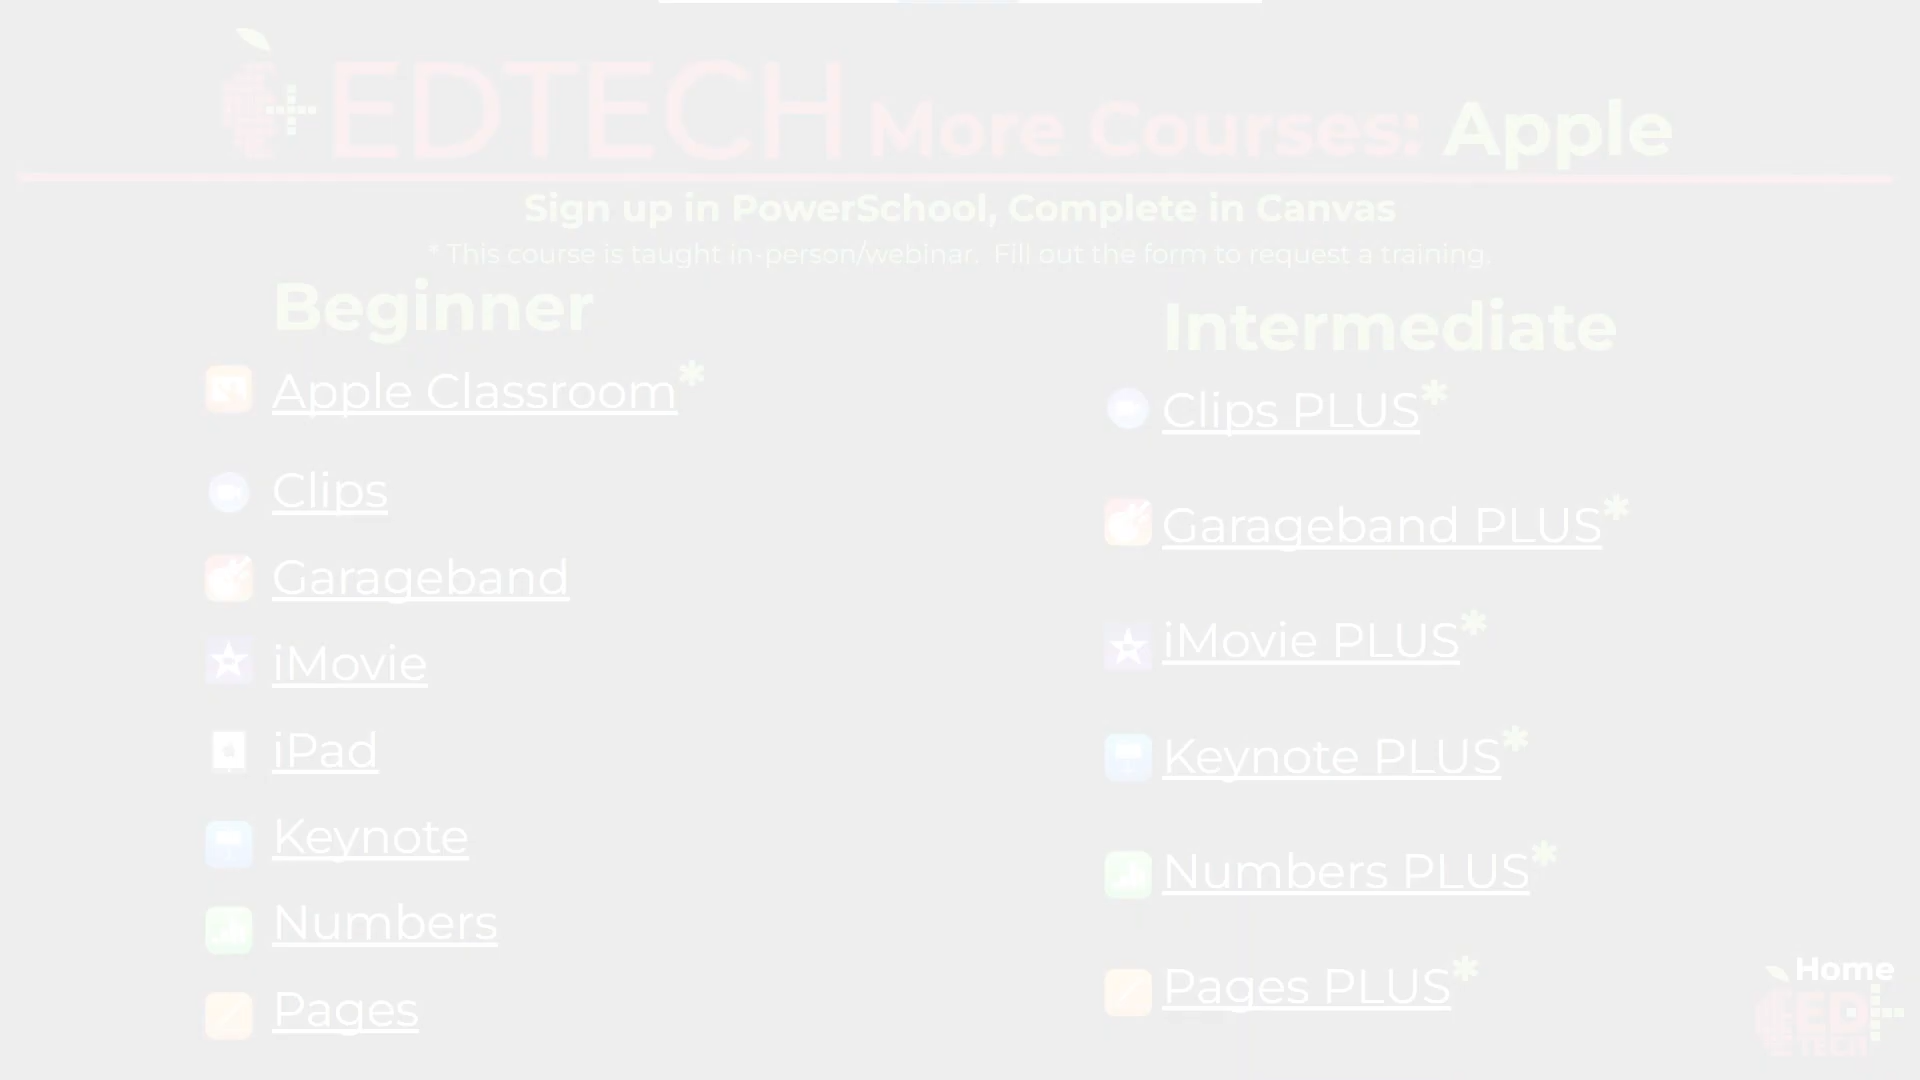 EDTECH More Courses: Apple
Sign up in PowerSchool, Complete in Canvas
* This course is taught in-person/webinar. Fill out the form to request a training.
Beginner
Apple Classroom*
Clips
Garageband
iMovie
iPad
Keynote
Numbers
Pages
Intermediate
Clips PLUS*
Garageband PLUS*
iMovie PLUS*
Keynote PLUS*
Numbers PLUS*
Pages PLUS*
Home
ED+
TECH